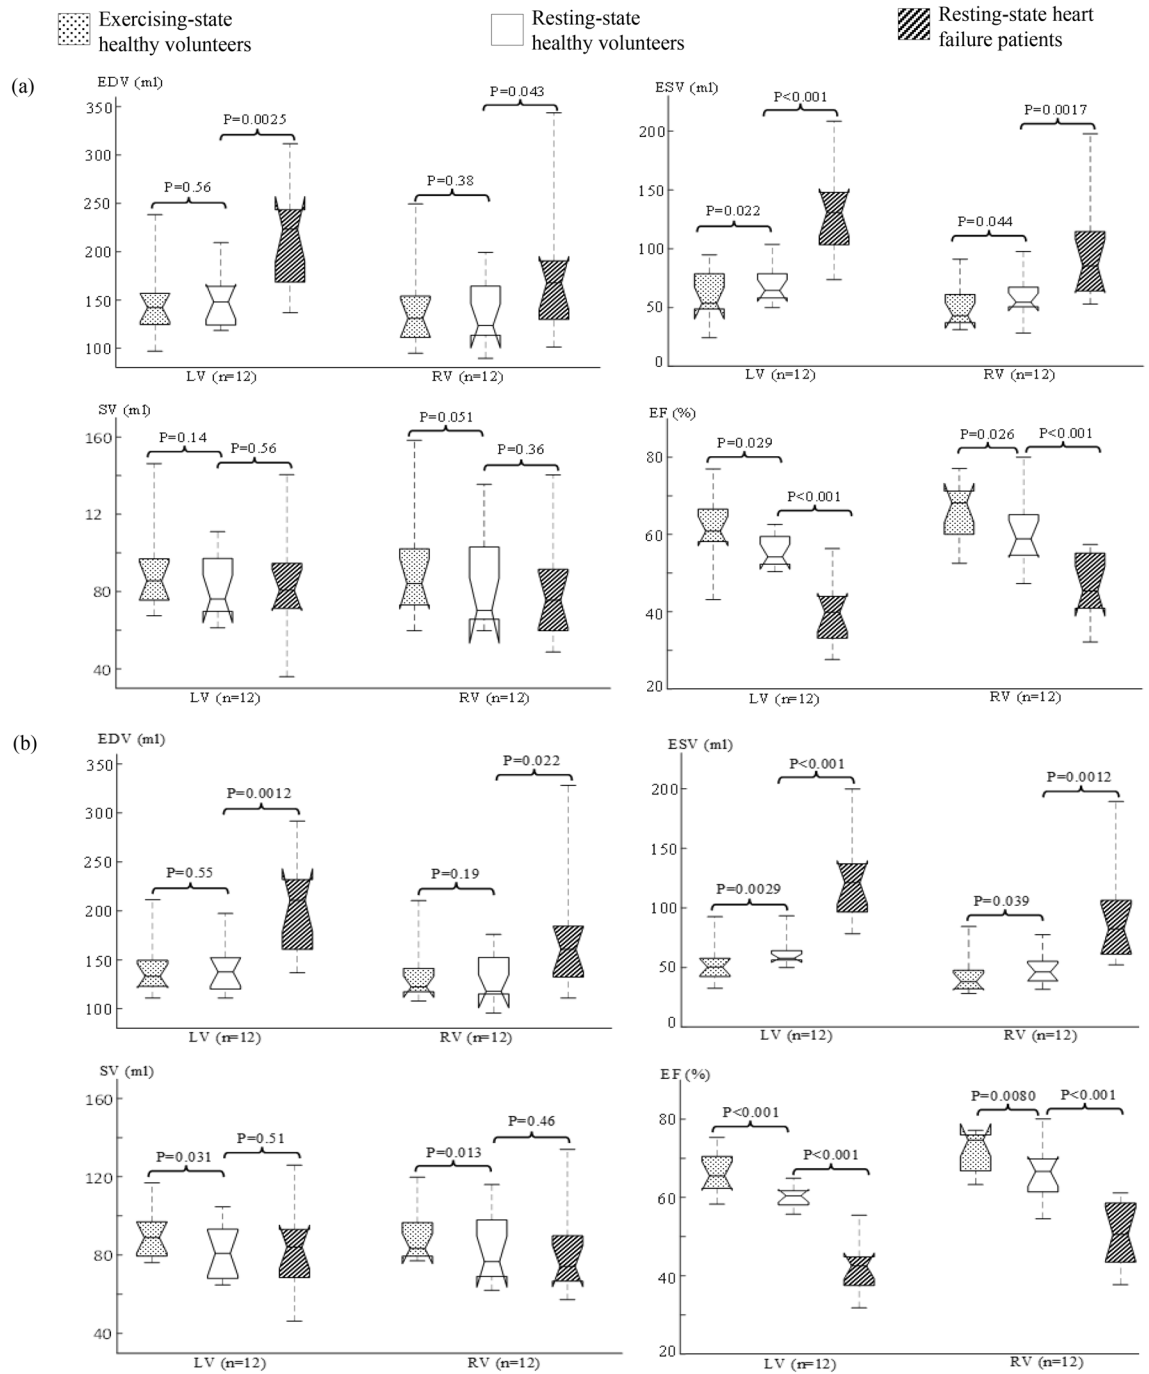 Exercising-state
healthy volunteers
Resting-state
healthy volunteers
Resting-state heart
failure patients
(a)
EDV (ml)
350
300
250
200
150
100
P=0.56
P=0.0025
P=0.38
P=0.043
LV (n=12)
RV (n=12)
ESV (ml)
200
150
100
50
0
P=0.022
P<0.001
P=0.044
P=0.0017
LV (n=12)
RV (n=12)
SV (ml)
160
12
80
40
P=0.14
P=0.56
P=0.051
P=0.36
LV (n=12)
RV (n=12)
EF (%)
80
60
40
20
P=0.029
P<0.001
P=0.026
P<0.001
LV (n=12)
RV (n=12)
(b)
EDV (ml)
350
300
250
200
150
100
P=0.55
P=0.0012
P=0.19
P=0.022
LV (n=12)
RV (n=12)
ESV (ml)
200
150
100
50
0
P=0.0029
P<0.001
P=0.039
P=0.0012
LV (n=12)
RV (n=12)
SV (ml)
160
120
80
40
P=0.031
P=0.51
P=0.013
P=0.46
LV (n=12)
RV (n=12)
EF (%)
80
60
40
20
P<0.001
P<0.001
P=0.0080
P<0.001
LV (n=12)
RV (n=12)